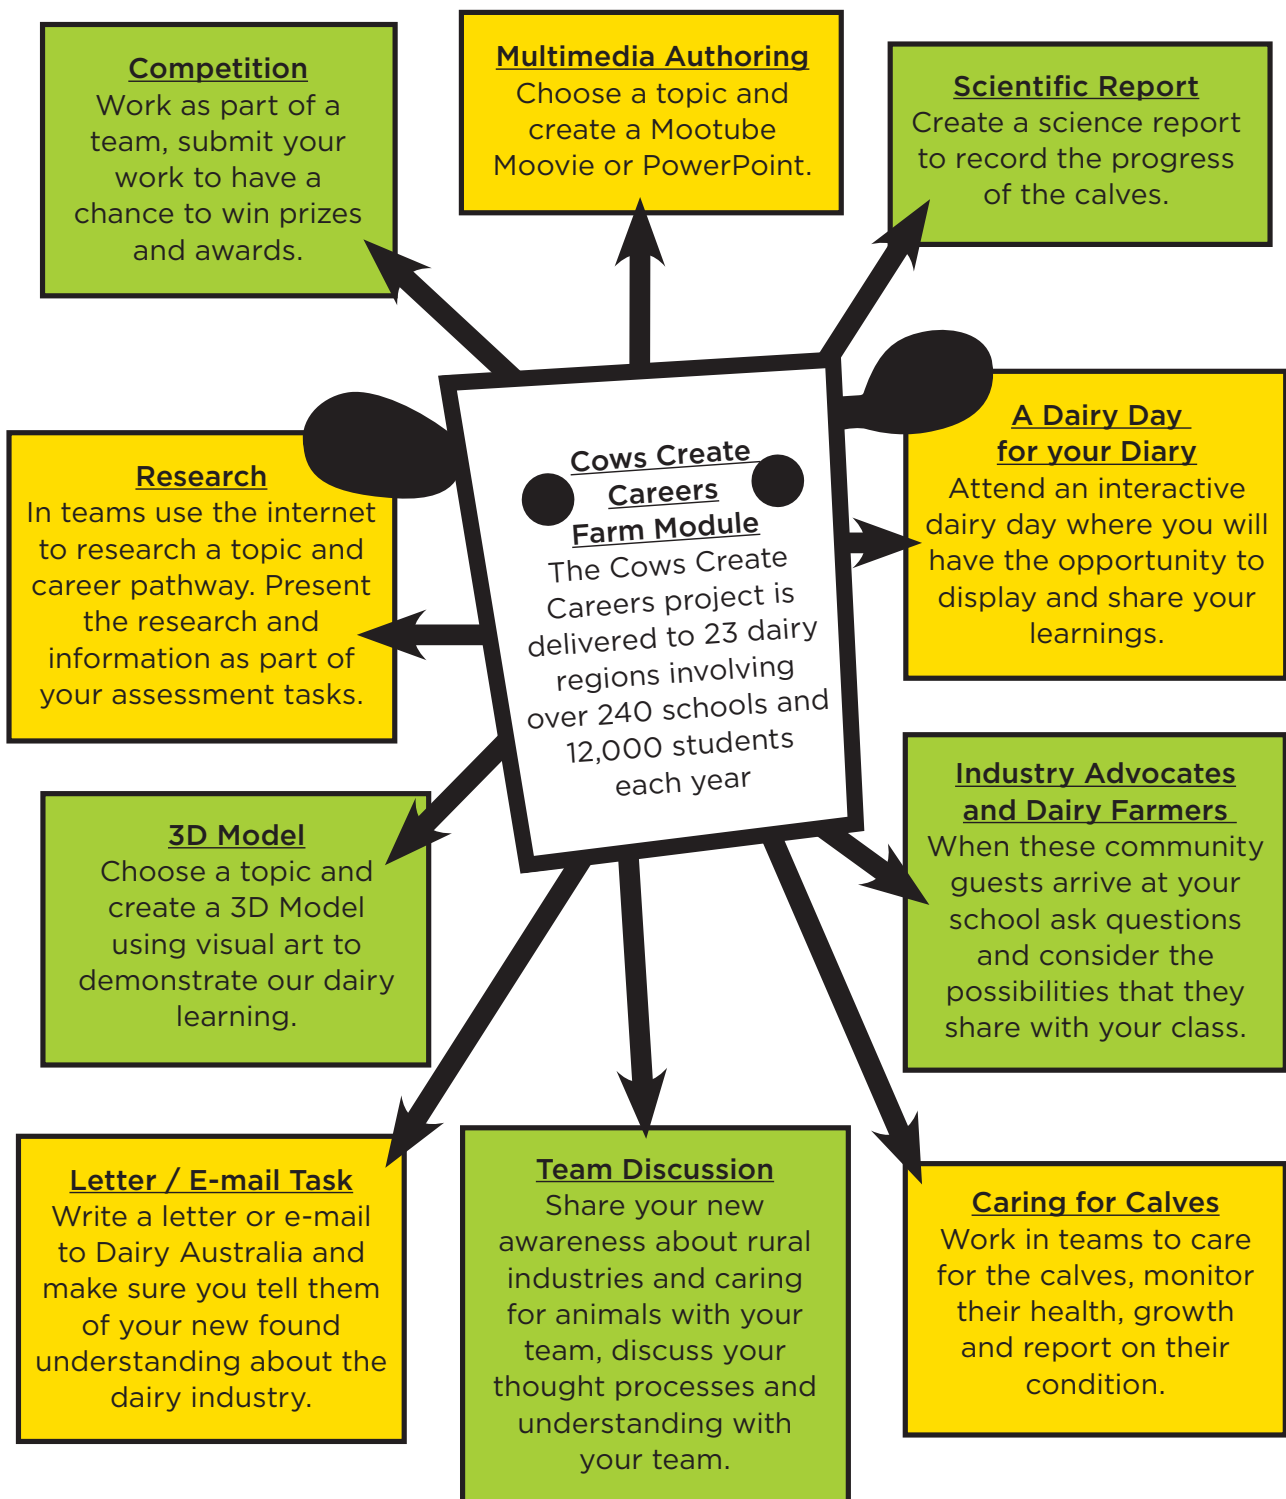 Competition
Work as part of a
team, submit your
work to have a
chance to win prizes
and awards.
Multimedia Authoring
Choose a topic and
create a Mootube
Moovie or PowerPoint.
Scientific Report
Create a science report
to record the progress
of the calves.
Research
In teams use the internet
to research a topic and
career pathway. Present
the research and
information as part of
your assessment tasks.
Cows Create
Careers
Farm Module
The Cows Create
Careers project is
delivered to 23 dairy
regions involving
over 240 schools and
12,000 students
each year
A Dairy Day
for your Diary
Attend an interactive
dairy day where you will
have the opportunity to
display and share your
learnings.
3D Model
Choose a topic and
create a 3D Model
using visual art to
demonstrate our dairy
learning.
Industry Advocates
and Dairy Farmers
When these community
guests arrive at your
school ask questions
and consider the
possibilities that they
share with your class.
Letter / E-mail Task
Write a letter or e-mail
to Dairy Australia and
make sure you tell them
of your new found
understanding about the
dairy industry.
Team Discussion
Share your new
awareness about rural
industries and caring
for animals with your
team, discuss your
thought processes and
understanding with
your team.
Caring for Calves
Work in teams to care
for the calves, monitor
their health, growth
and report on their
condition.